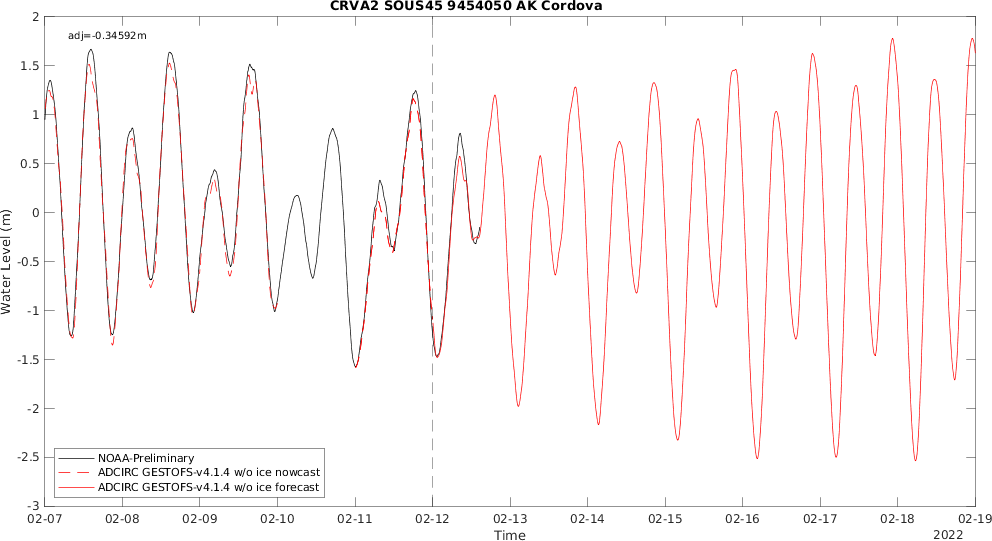 CRVA2 SOUS45 9454050 AK Cordova
adj=-0.34592m
2
1.5
1
0.5
0
-0.5
-1
-1.5
-2
-2.5
-3
Water Level (m)
NOAA-Preliminary
ADCIRC GESTOFS-v4.1.4 w/o ice nowcast
ADCIRC GESTOFS-v4.1.4 w/o ice forecast
02-07 02-08 02-09 02-10 02-11 02-12 02-13 02-14 02-15 02-16 02-17 02-18 02-19
Time
2022